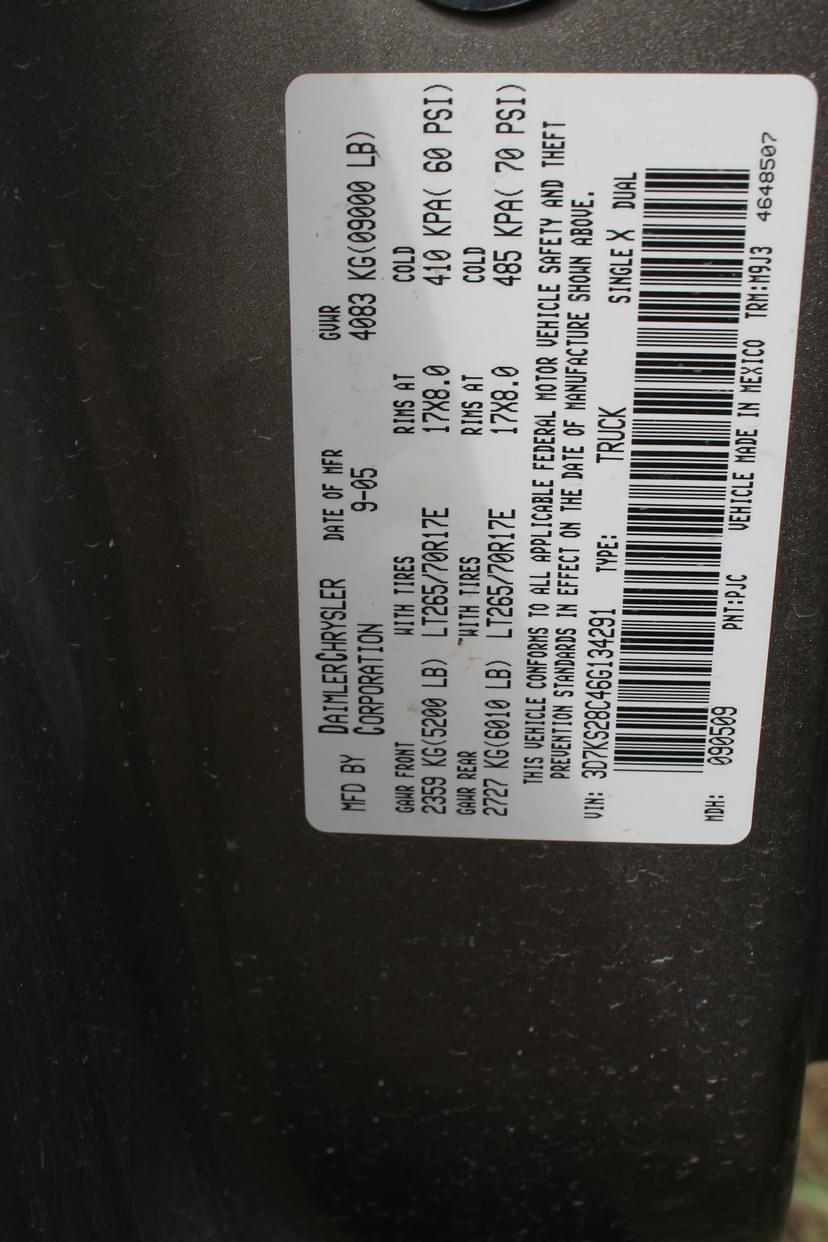 MFD BY DAIMLERCHRYSLER CORPORATION DATE OF MFR 9-05 GVWR 4083 KG(09000 LB)
GAWR FRONT WITH TIRES RIMS AT COLD
2359 KG(5200 LB) LT265/70R17E 17X8.0 410 KPA( 60 PSI)
GAWR REAR WITH TIRES RIMS AT COLD
2727 KG(6010 LB) LT265/70R17E 17X8.0 485 KPA( 70 PSI)
THIS VEHICLE CONFORMS TO ALL APPLICABLE FEDERAL MOTOR VEHICLE SAFETY AND THEFT
PREVENTION STANDARDS IN EFFECT ON THE DATE OF MANUFACTURE SHOWN ABOVE.
VIN: 3D7KS28C46G134291 TYPE: TRUCK SINGLE X DUAL
MDH: 090509 PNT:PJC VEHICLE MADE IN MEXICO TRM:M9J3 4648507